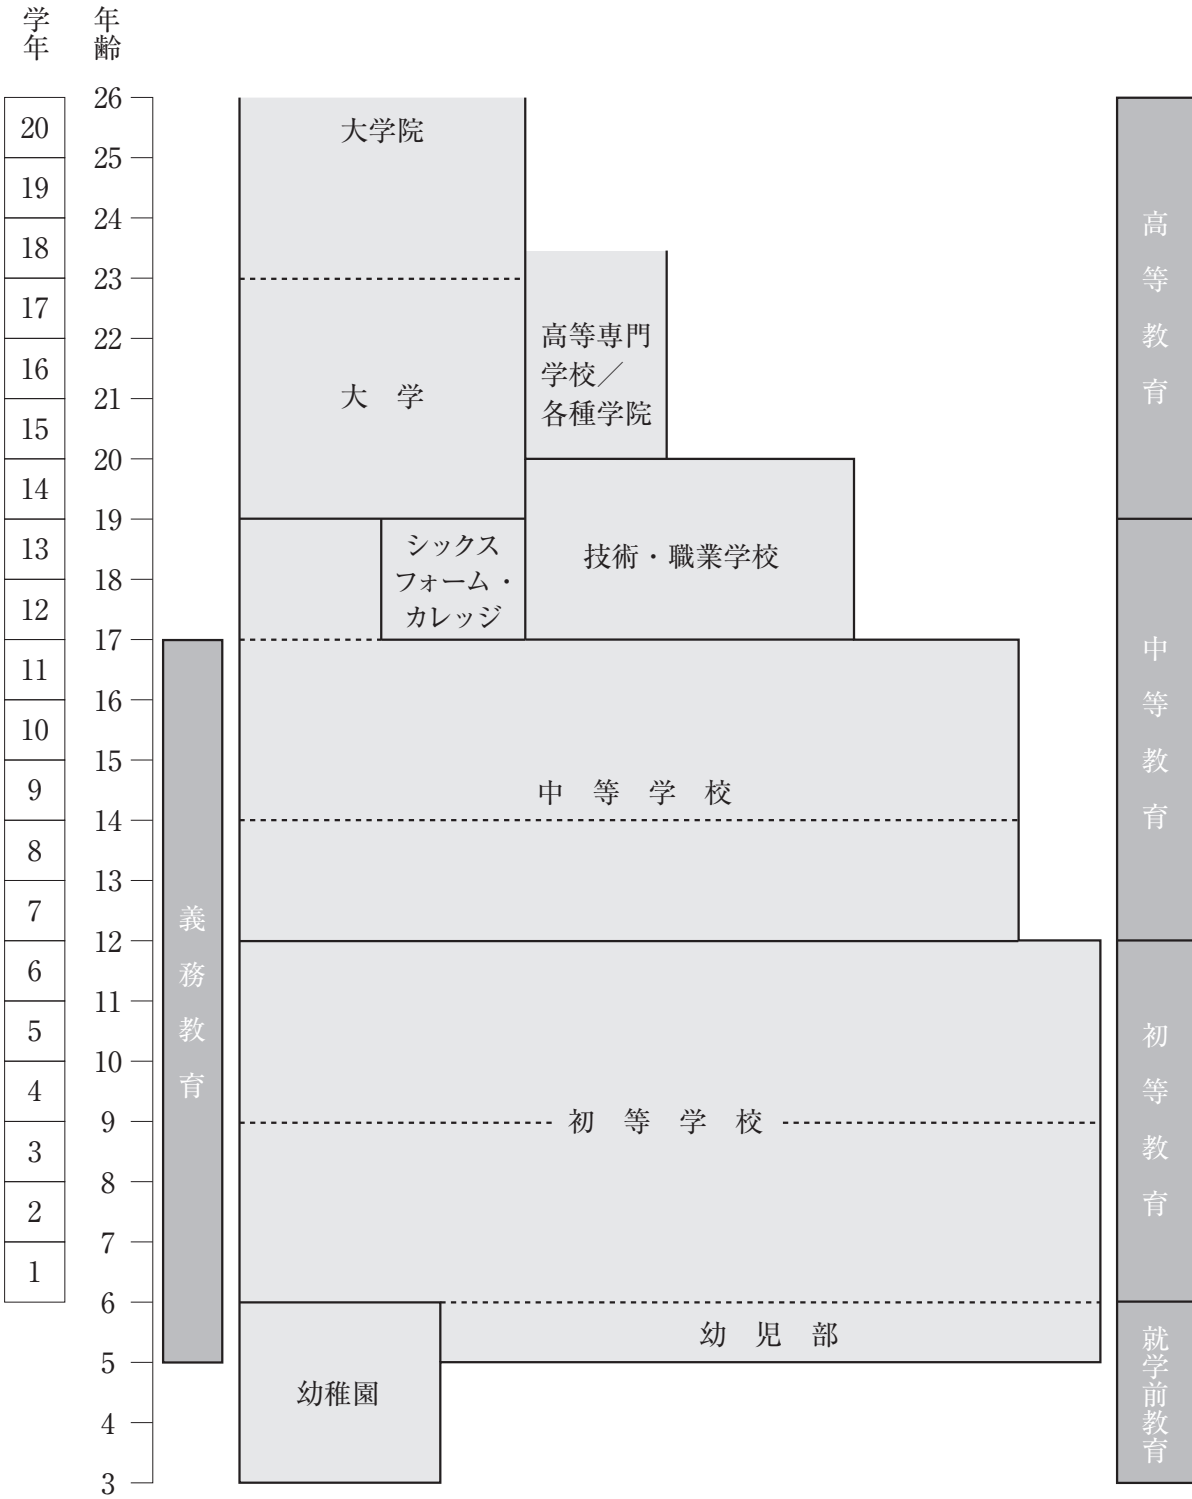 学年
年齢
26
20
大学院
25
19
24
高等教育
18
23
17
22
高等専門
16
学校／
21
大 学
各種学院
15
20
14
19
13
シックス
技術・職業学校
18
フォーム・
12
カレッジ
17
11
中等教育
16
10
15
9
中 等 学 校
14
8
13
7
義務教育
12
6
11
5
初等教育
10
4
9
初 等 学 校
3
8
2
7
1
6
幼 児 部
就学前教育
5
幼稚園
4
3